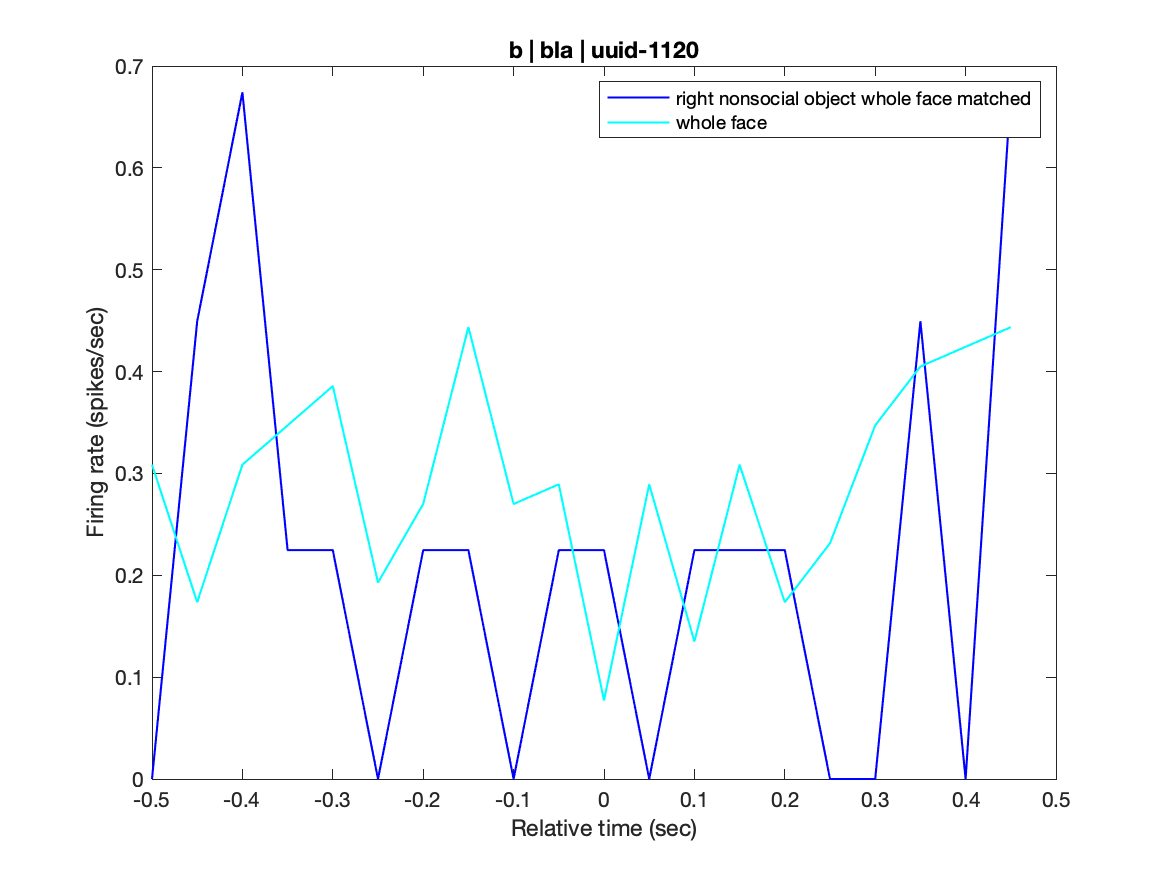 b | bla | uuid-1120
right nonsocial object whole face matched
whole face
0.7
0.6
0.5
0.4
0.3
0.2
0.1
0
Firing rate (spikes/sec)
-0.5 -0.4 -0.3 -0.2 -0.1 0 0.1 0.2 0.3 0.4 0.5
Relative time (sec)